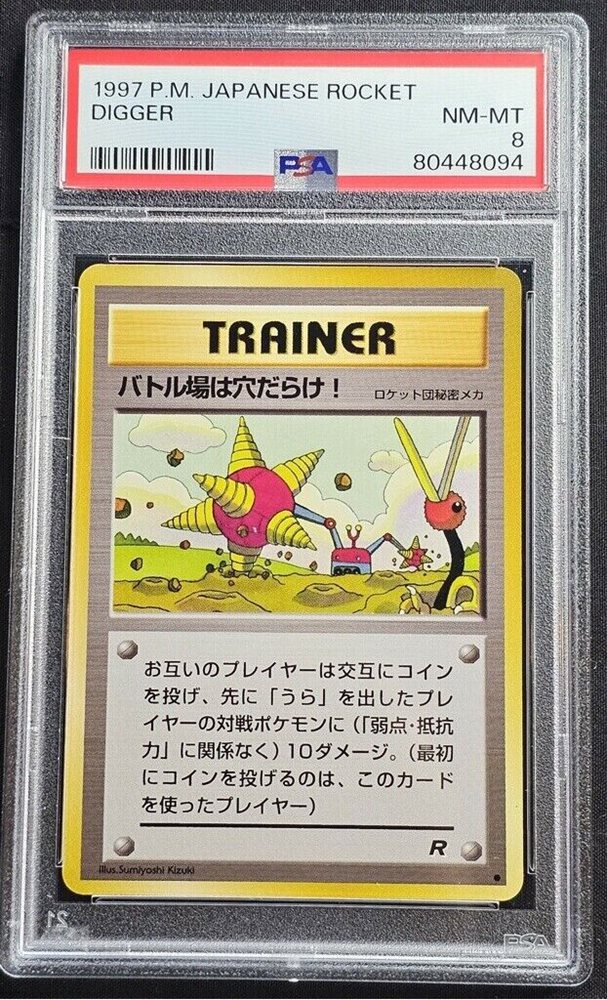 1997 P.M. JAPANESE ROCKET
DIGGER
NM-MT
8
PSA
80448094
TRAINER
バトル場は穴だらけ！
ロケット団秘密メカ
お互いのプレイヤーは交互にコイン
を投げ、先に「うら」を出したプレ
イヤーの対戦ポケモンに（「弱点・抵抗
力」に関係なく）10ダメージ。（最初
にコインを投げるのは、このカード
を使ったプレイヤー）
R
Illus.Sumiyoshi Kizuki
PSA